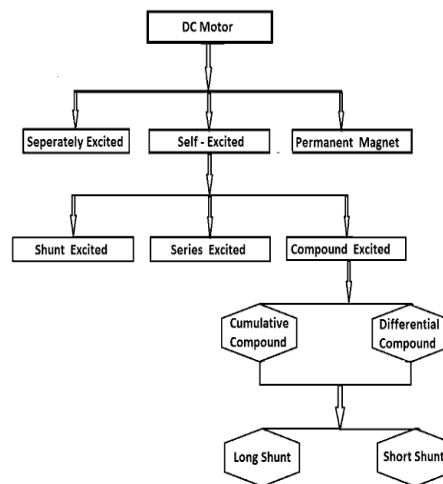 DC Motor
Seperately Excited
Self - Excited
Permanent Magnet
Shunt Excited
Series Excited
Compound Excited
Cumulative
Compound
Differential
Compound
Long Shunt
Short Shunt